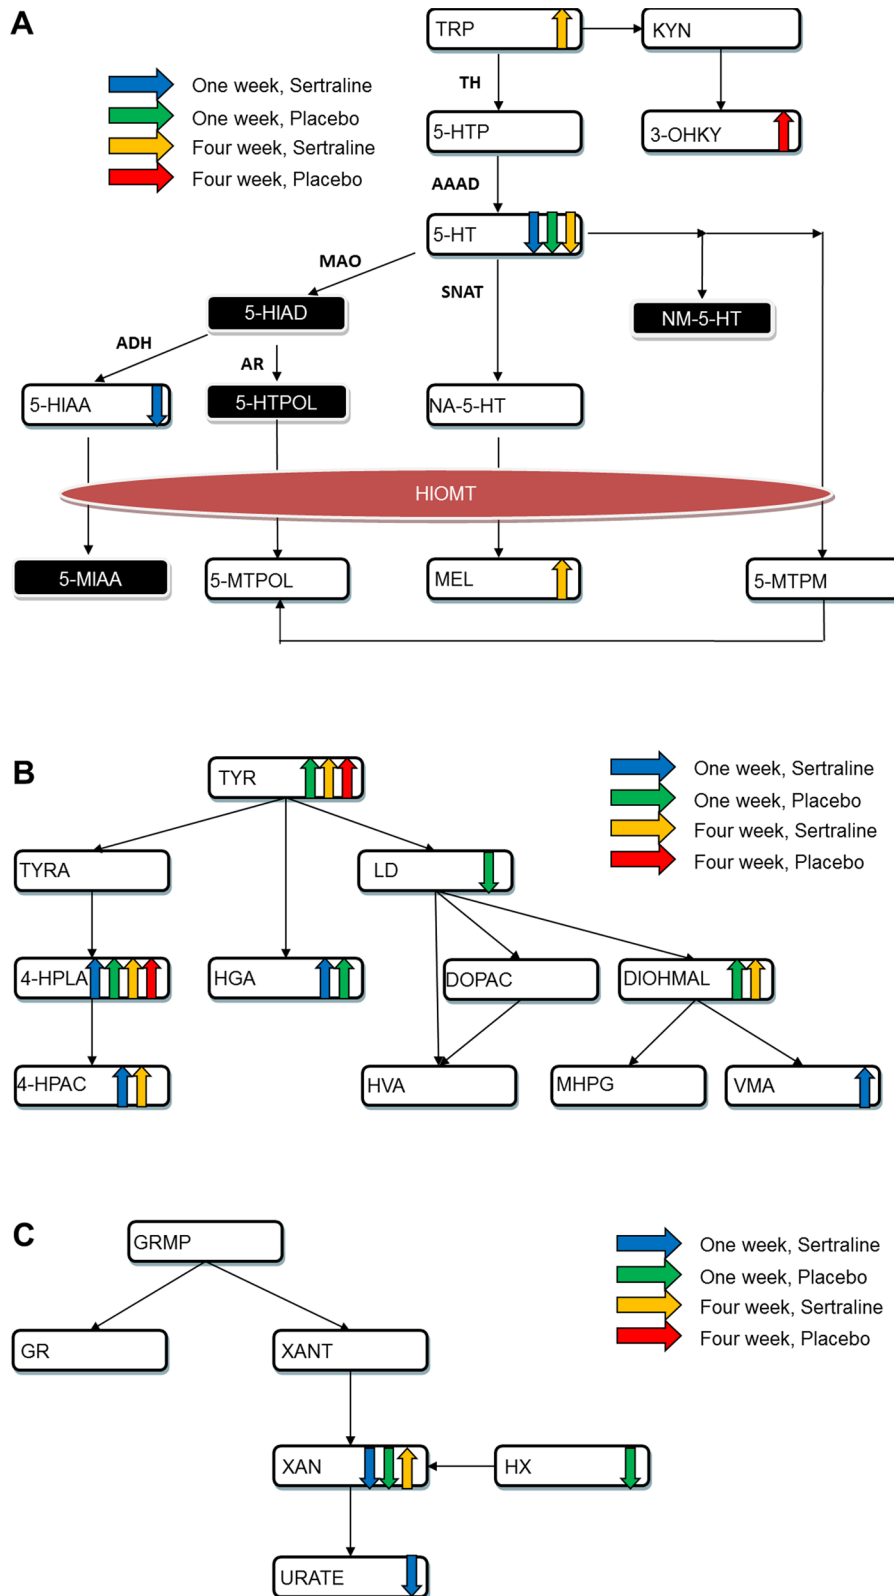 A
TRP
KYN
One week, Sertraline
One week, Placebo
Four week, Sertraline
Four week, Placebo
TH
5-HTP
3-OHKY
AAAD
5-HT
MAO
SNAT
5-HIAD
NM-5-HT
ADH
AR
5-HIAA
5-HTPOL
NA-5-HT
HIOMT
5-MIAA
5-MTPOL
MEL
5-MTPM
B
TYR
One week, Sertraline
One week, Placebo
Four week, Sertraline
Four week, Placebo
TYRA
LD
4-HPLA
HGA
DOPAC
DIOHMAL
4-HPAC
HVA
MHPG
VMA
C
GRMP
One week, Sertraline
One week, Placebo
Four week, Sertraline
Four week, Placebo
GR
XANT
XAN
HX
URATE